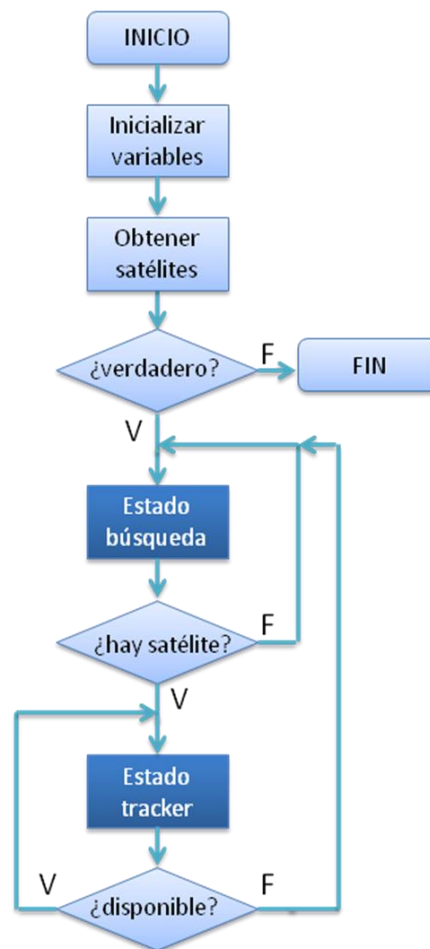 INICIO
Inicializar
variables
Obtener
satélites
¿verdadero?
F
FIN
V
Estado
búsqueda
¿hay satélite?
F
V
Estado
tracker
V
¿disponible?
F